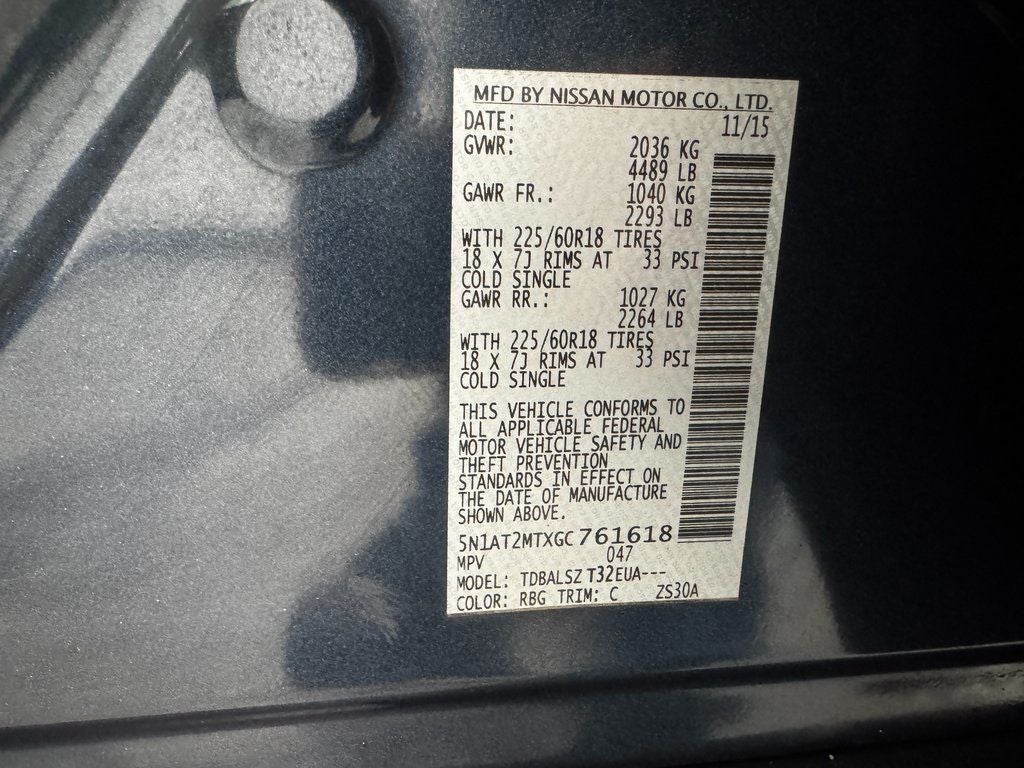 MFD BY NISSAN MOTOR CO., LTD.
DATE: 11/15
GVWR: 2036 KG
4489 LB
GAWR FR.: 1040 KG
2293 LB
WITH 225/60R18 TIRES
18 X 7J RIMS AT 33 PSI
COLD SINGLE
GAWR RR.: 1027 KG
2264 LB
WITH 225/60R18 TIRES
18 X 7J RIMS AT 33 PSI
COLD SINGLE
THIS VEHICLE CONFORMS TO
ALL APPLICABLE FEDERAL
MOTOR VEHICLE SAFETY AND
THEFT PREVENTION
STANDARDS IN EFFECT ON
THE DATE OF MANUFACTURE
SHOWN ABOVE.
5N1AT2MTXGC761618
MPV 047
MODEL: TDBALSZ T32EUA---
COLOR: RBG TRIM: C ZS30A